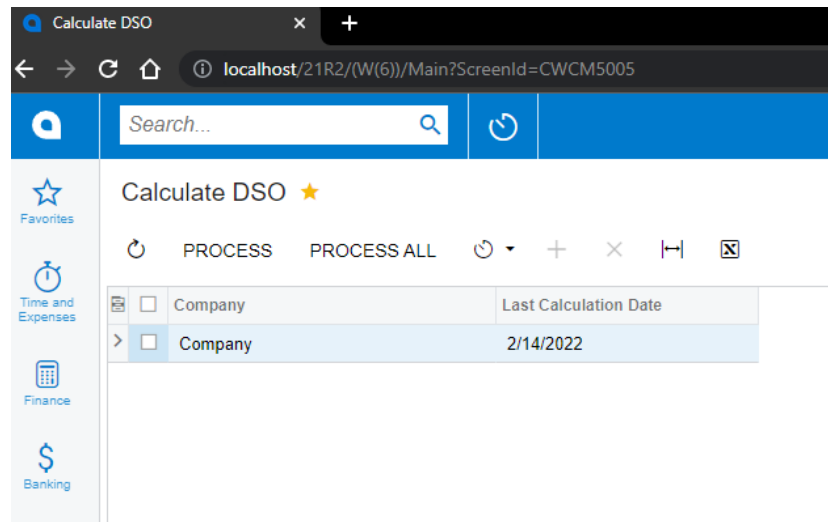 Calculate DSO
localhost/21R2/(W(6))/Main?ScreenId=CWCM5005
Search...
Calculate DSO
Favorites
PROCESS PROCESS ALL
Time and
Expenses
Company Last Calculation Date
Company 2/14/2022
Finance
Banking